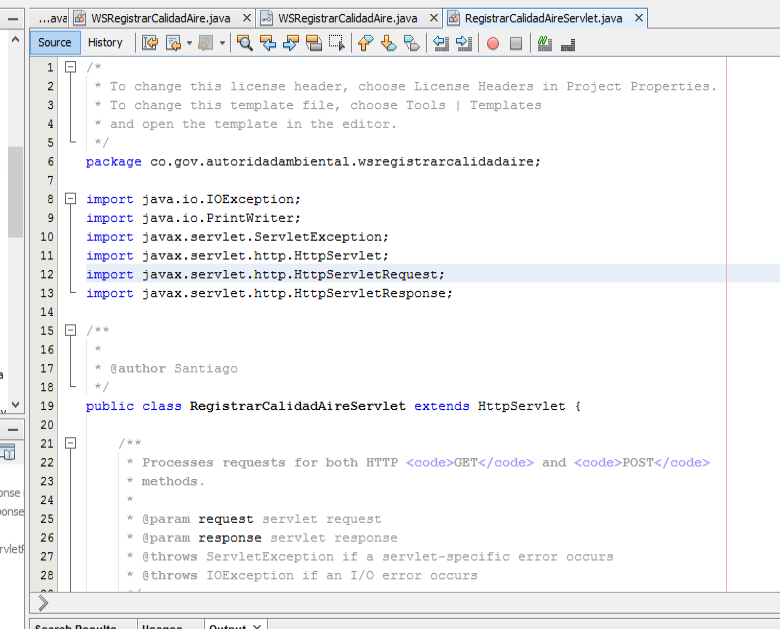 ...ava WSRegistrarCalidadAire.java WSRegistrarCalidadAire.java RegistrarCalidadAireServlet.java
Source History
1 /*
2 * To change this license header, choose License Headers in Project Properties.
3 * To change this template file, choose Tools | Templates
4 * and open the template in the editor.
5 */
6 package co.gov.autoridadambiental.wsregistrarcalidadaire;
7
8 import java.io.IOException;
9 import java.io.PrintWriter;
10 import javax.servlet.ServletException;
11 import javax.servlet.http.HttpServlet;
12 import javax.servlet.http.HttpServletRequest;
13 import javax.servlet.http.HttpServletResponse;
14
15 /**
16 *
17 * @author Santiago
18 */
19 public class RegistrarCalidadAireServlet extends HttpServlet {
20
21 /**
22 * Processes requests for both HTTP <code>GET</code> and <code>POST</code>
23 * methods.
24 *
25 * @param request servlet request
26 * @param response servlet response
27 * @throws ServletException if a servlet-specific error occurs
28 * @throws IOException if an I/O error occurs
Search Results Usages Output